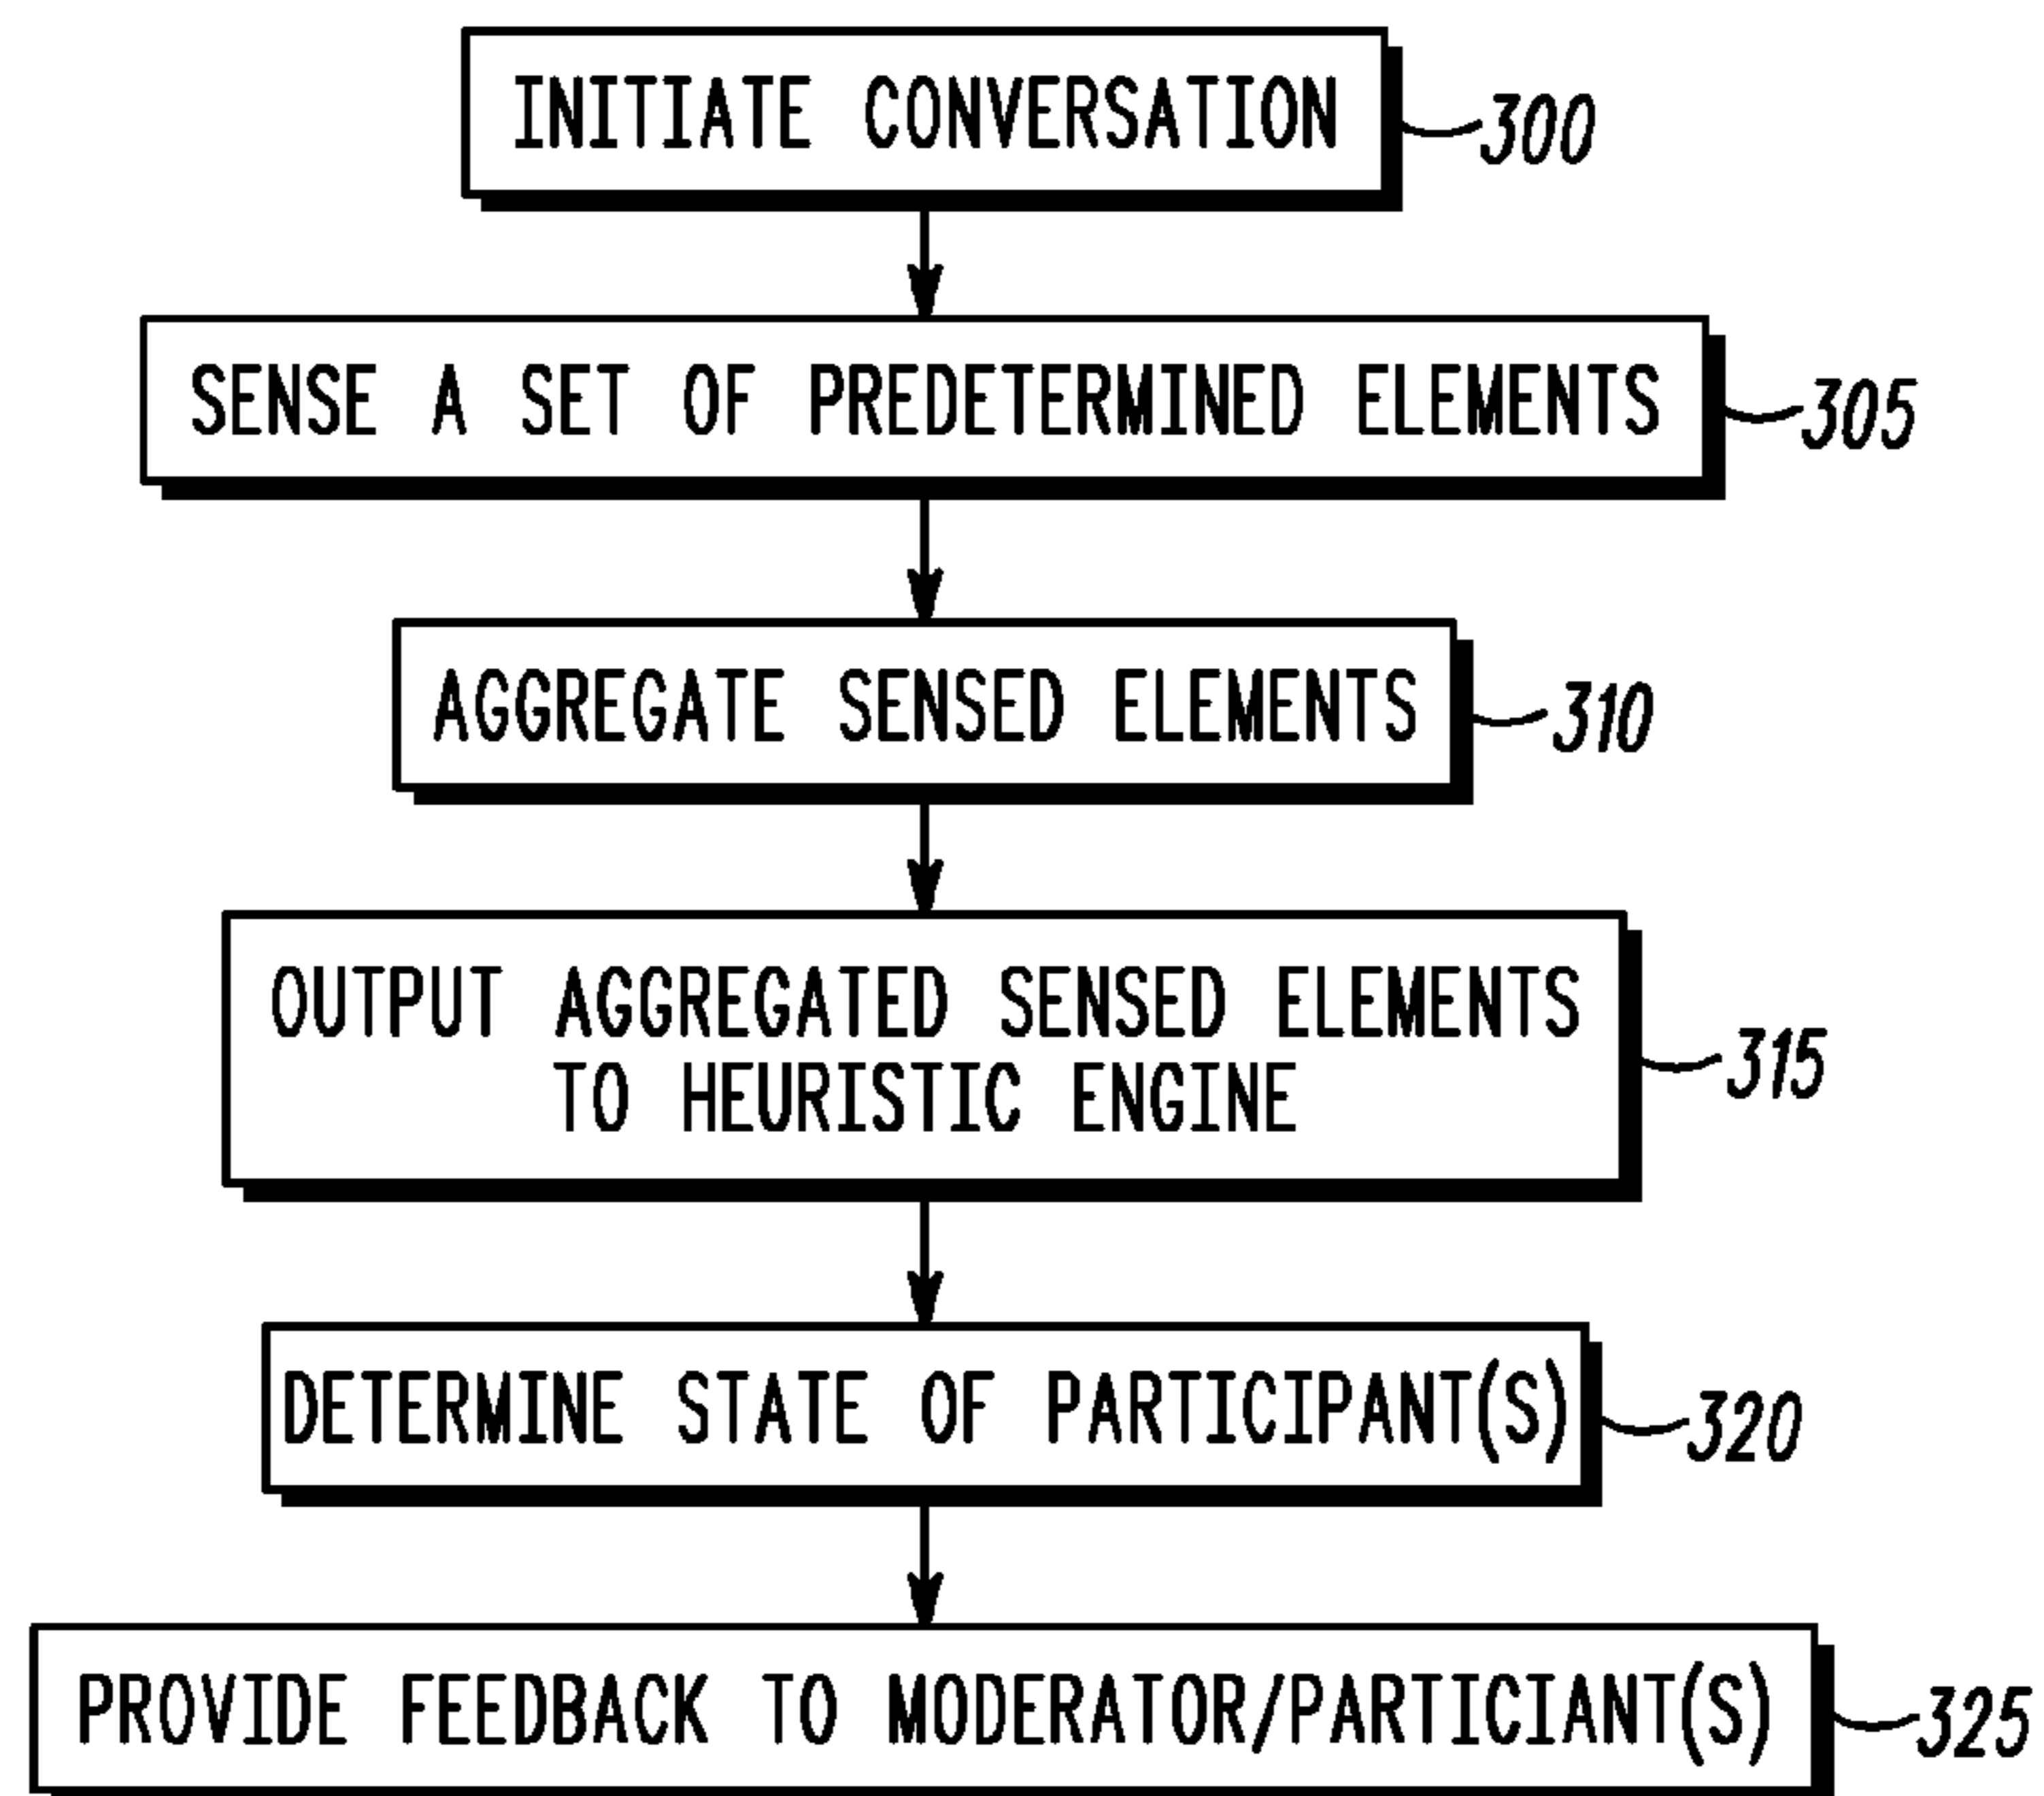 INITIATE CONVERSATION
300
SENSE A SET OF PREDETERMINED ELEMENTS
305
AGGREGATE SENSED ELEMENTS
310
OUTPUT AGGREGATED SENSED ELEMENTS
TO HEURISTIC ENGINE
315
DETERMINE STATE OF PARTICIPANT(S)
320
PROVIDE FEEDBACK TO MODERATOR/PARTICIANT(S)
325